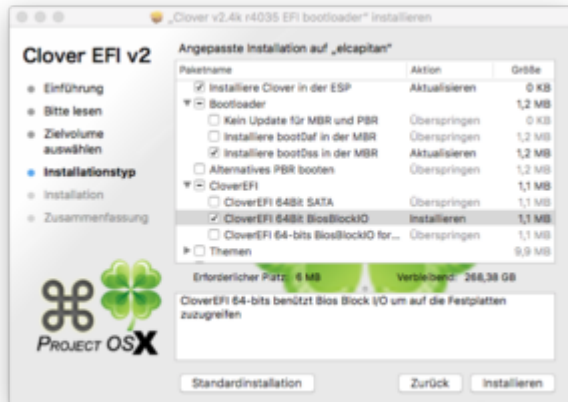 „Clover v2.4k r4035 EFI bootloader“ installieren
Clover EFI v2
Angepasste Installation auf „elcapitan“
Paketname Aktion Größe
Installiere Clover in der ESP Aktualisieren 0 KB
Bootloader 1,2 MB
Kein Update für MBR und PBR Überspringen 0 KB
Installiere boot0af in der MBR Überspringen 1,2 MB
Installiere boot0ss in der MBR Aktualisieren 1,2 MB
Alternatives PBR booten Überspringen 1,2 MB
CloverEFI 1,1 MB
CloverEFI 64Bit SATA Überspringen 1,1 MB
CloverEFI 64Bit BiosBlockIO Installieren 1,1 MB
CloverEFI 64-bits BiosBlockIO for... Überspringen 1,1 MB
Themen 9,9 MB
Einführung
Bitte lesen
Zielvolume
auswählen
Installationstyp
Installation
Zusammenfassung
Erforderlicher Platz: 6 MB Verbleibend: 268,38 GB
CloverEFI 64-bits benützt Bios Block I/O um auf die Festplatten
zuzugreifen
PROJECT OSX
Standardinstallation Zurück Installieren